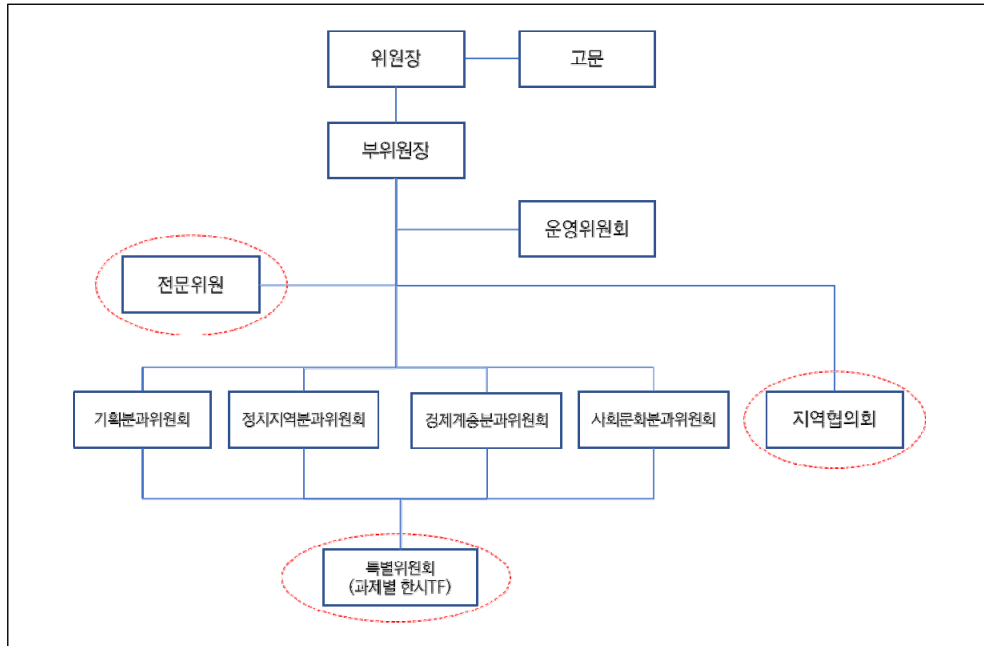 위원장
고문
부위원장
운영위원회
전문위원
기획분과위원회
정치지역분과위원회
경제계층분과위원회
사회문화분과위원회
지역협의회
특별위원회
(과제별 한시TF)